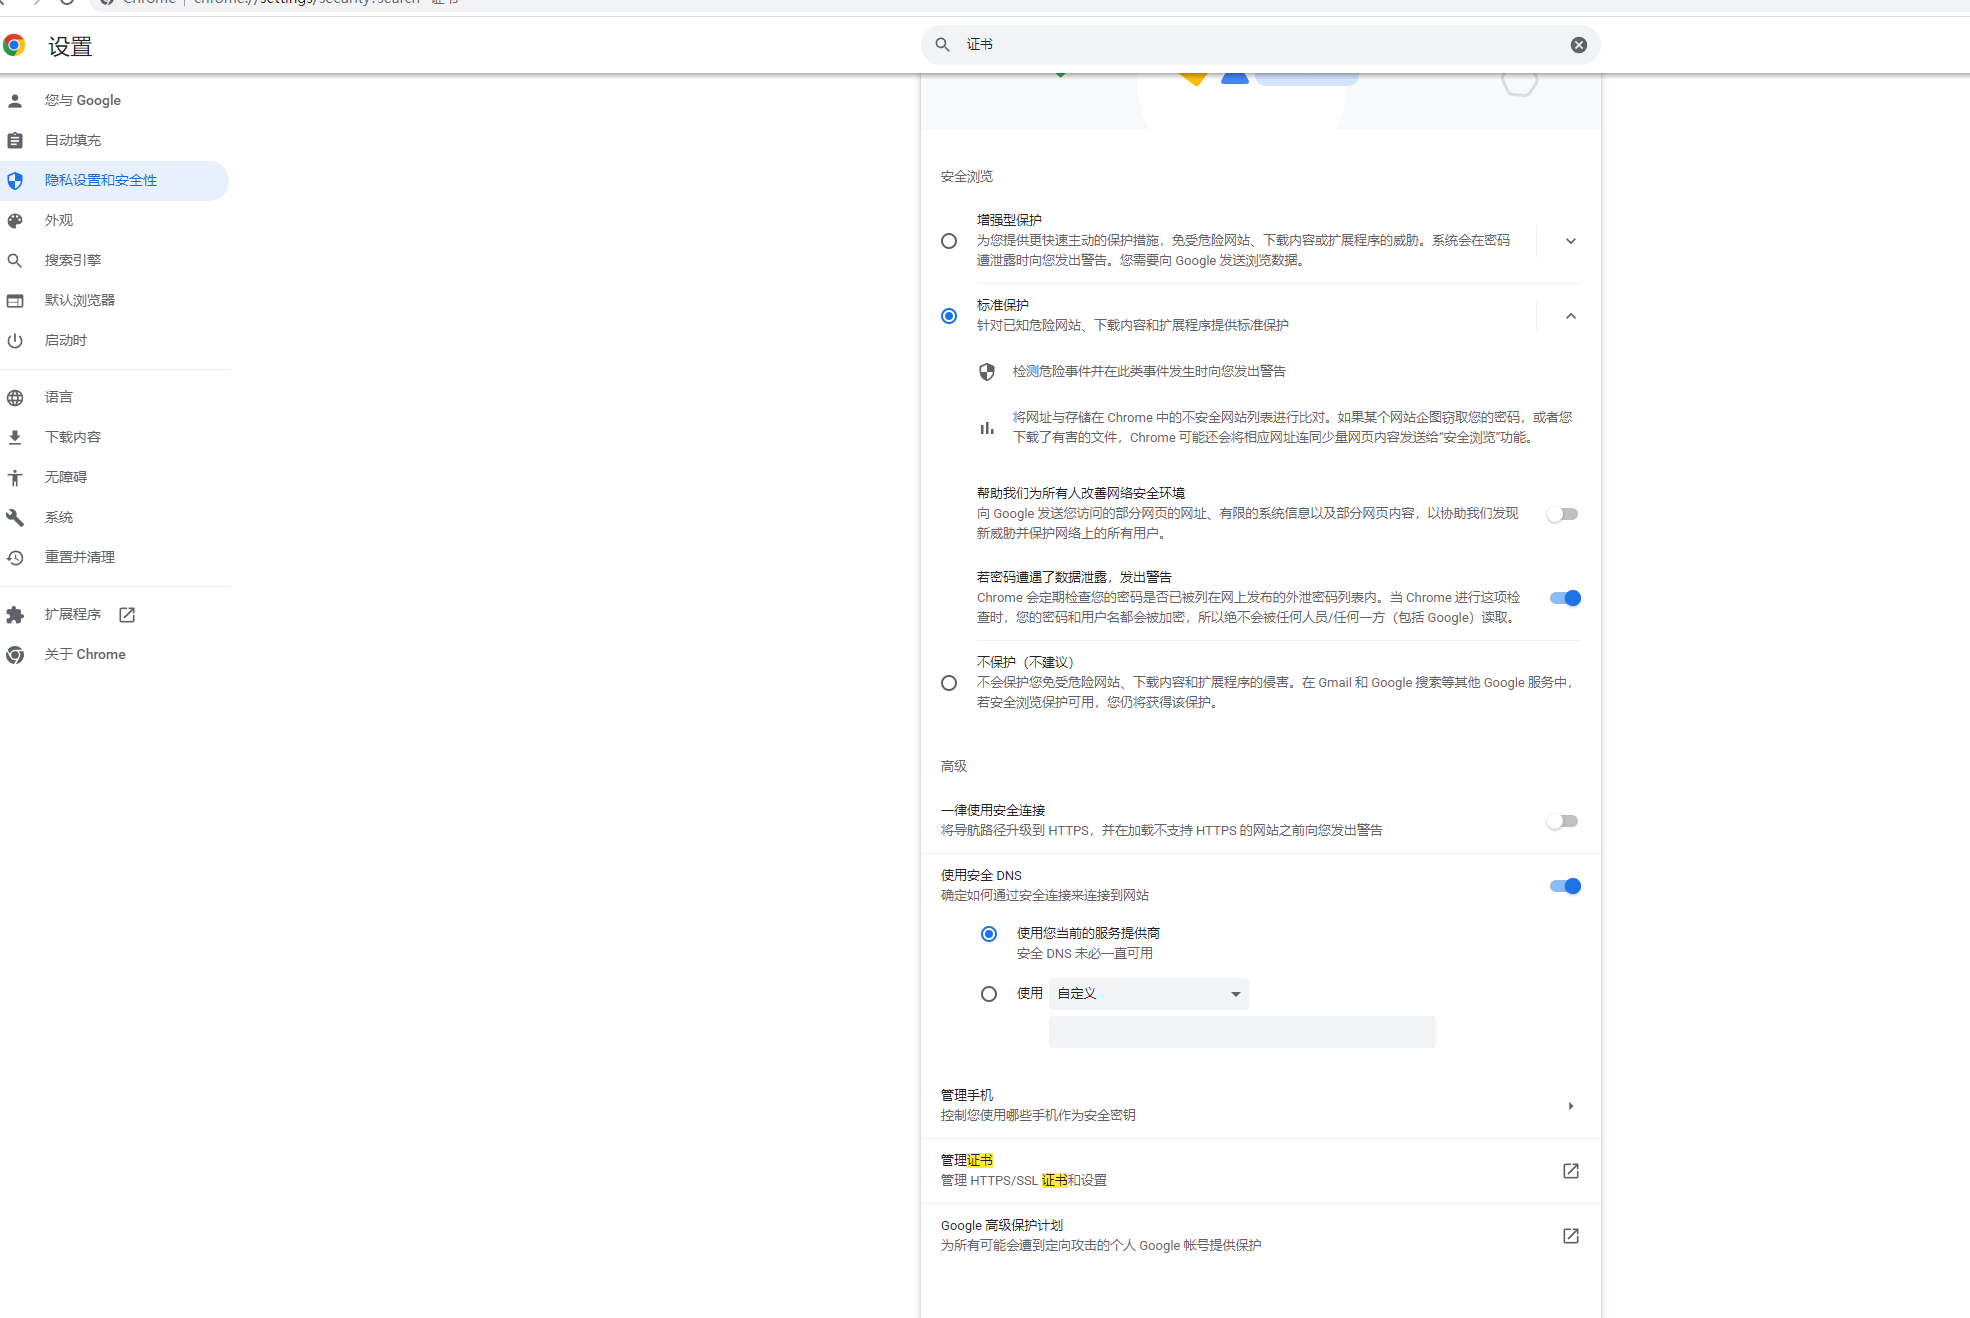 设置
证书
您与 Google
自动填充
隐私设置和安全性
外观
搜索引擎
默认浏览器
启动时
语言
下载内容
无障碍
系统
重置并清理
扩展程序
关于 Chrome
安全浏览
增强型保护
为您提供更快速主动的保护措施，免受危险网站、下载内容或扩展程序的威胁。系统会在密码
遭泄露时向您发出警告。您需要向 Google 发送浏览数据。
标准保护
针对已知危险网站、下载内容和扩展程序提供标准保护
检测危险事件并在此类事件发生时向您发出警告
将网址与存储在 Chrome 中的不安全网站列表进行比对。如果某个网站企图窃取您的密码，或者您
下载了有害的文件，Chrome 可能还会将相应网址连同少量网页内容发送给“安全浏览”功能。
帮助我们为所有人改善网络安全环境
向 Google 发送您访问的部分网页的网址、有限的系统信息以及部分网页内容，以协助我们发现
新威胁并保护网络上的所有用户。
若密码遭遇了数据泄露，发出警告
Chrome 会定期检查您的密码是否已被列在网上发布的外泄密码列表内。当 Chrome 进行这项检
查时，您的密码和用户名都会被加密，所以绝不会被任何人员/任何一方（包括 Google）读取。
不保护（不建议）
不会保护您免受危险网站、下载内容和扩展程序的侵害。在 Gmail 和 Google 搜索等其他 Google 服务中，
若安全浏览保护可用，您仍将获得该保护。
高级
一律使用安全连接
将导航路径升级到 HTTPS，并在加载不支持 HTTPS 的网站之前向您发出警告
使用安全 DNS
确定如何通过安全连接来连接到网站
使用您当前的服务提供商
安全 DNS 未必一直可用
使用 自定义
管理手机
控制您使用哪些手机作为安全密钥
管理证书
管理 HTTPS/SSL 证书和设置
Google 高级保护计划
为所有可能会遭到定向攻击的个人 Google 帐号提供保护